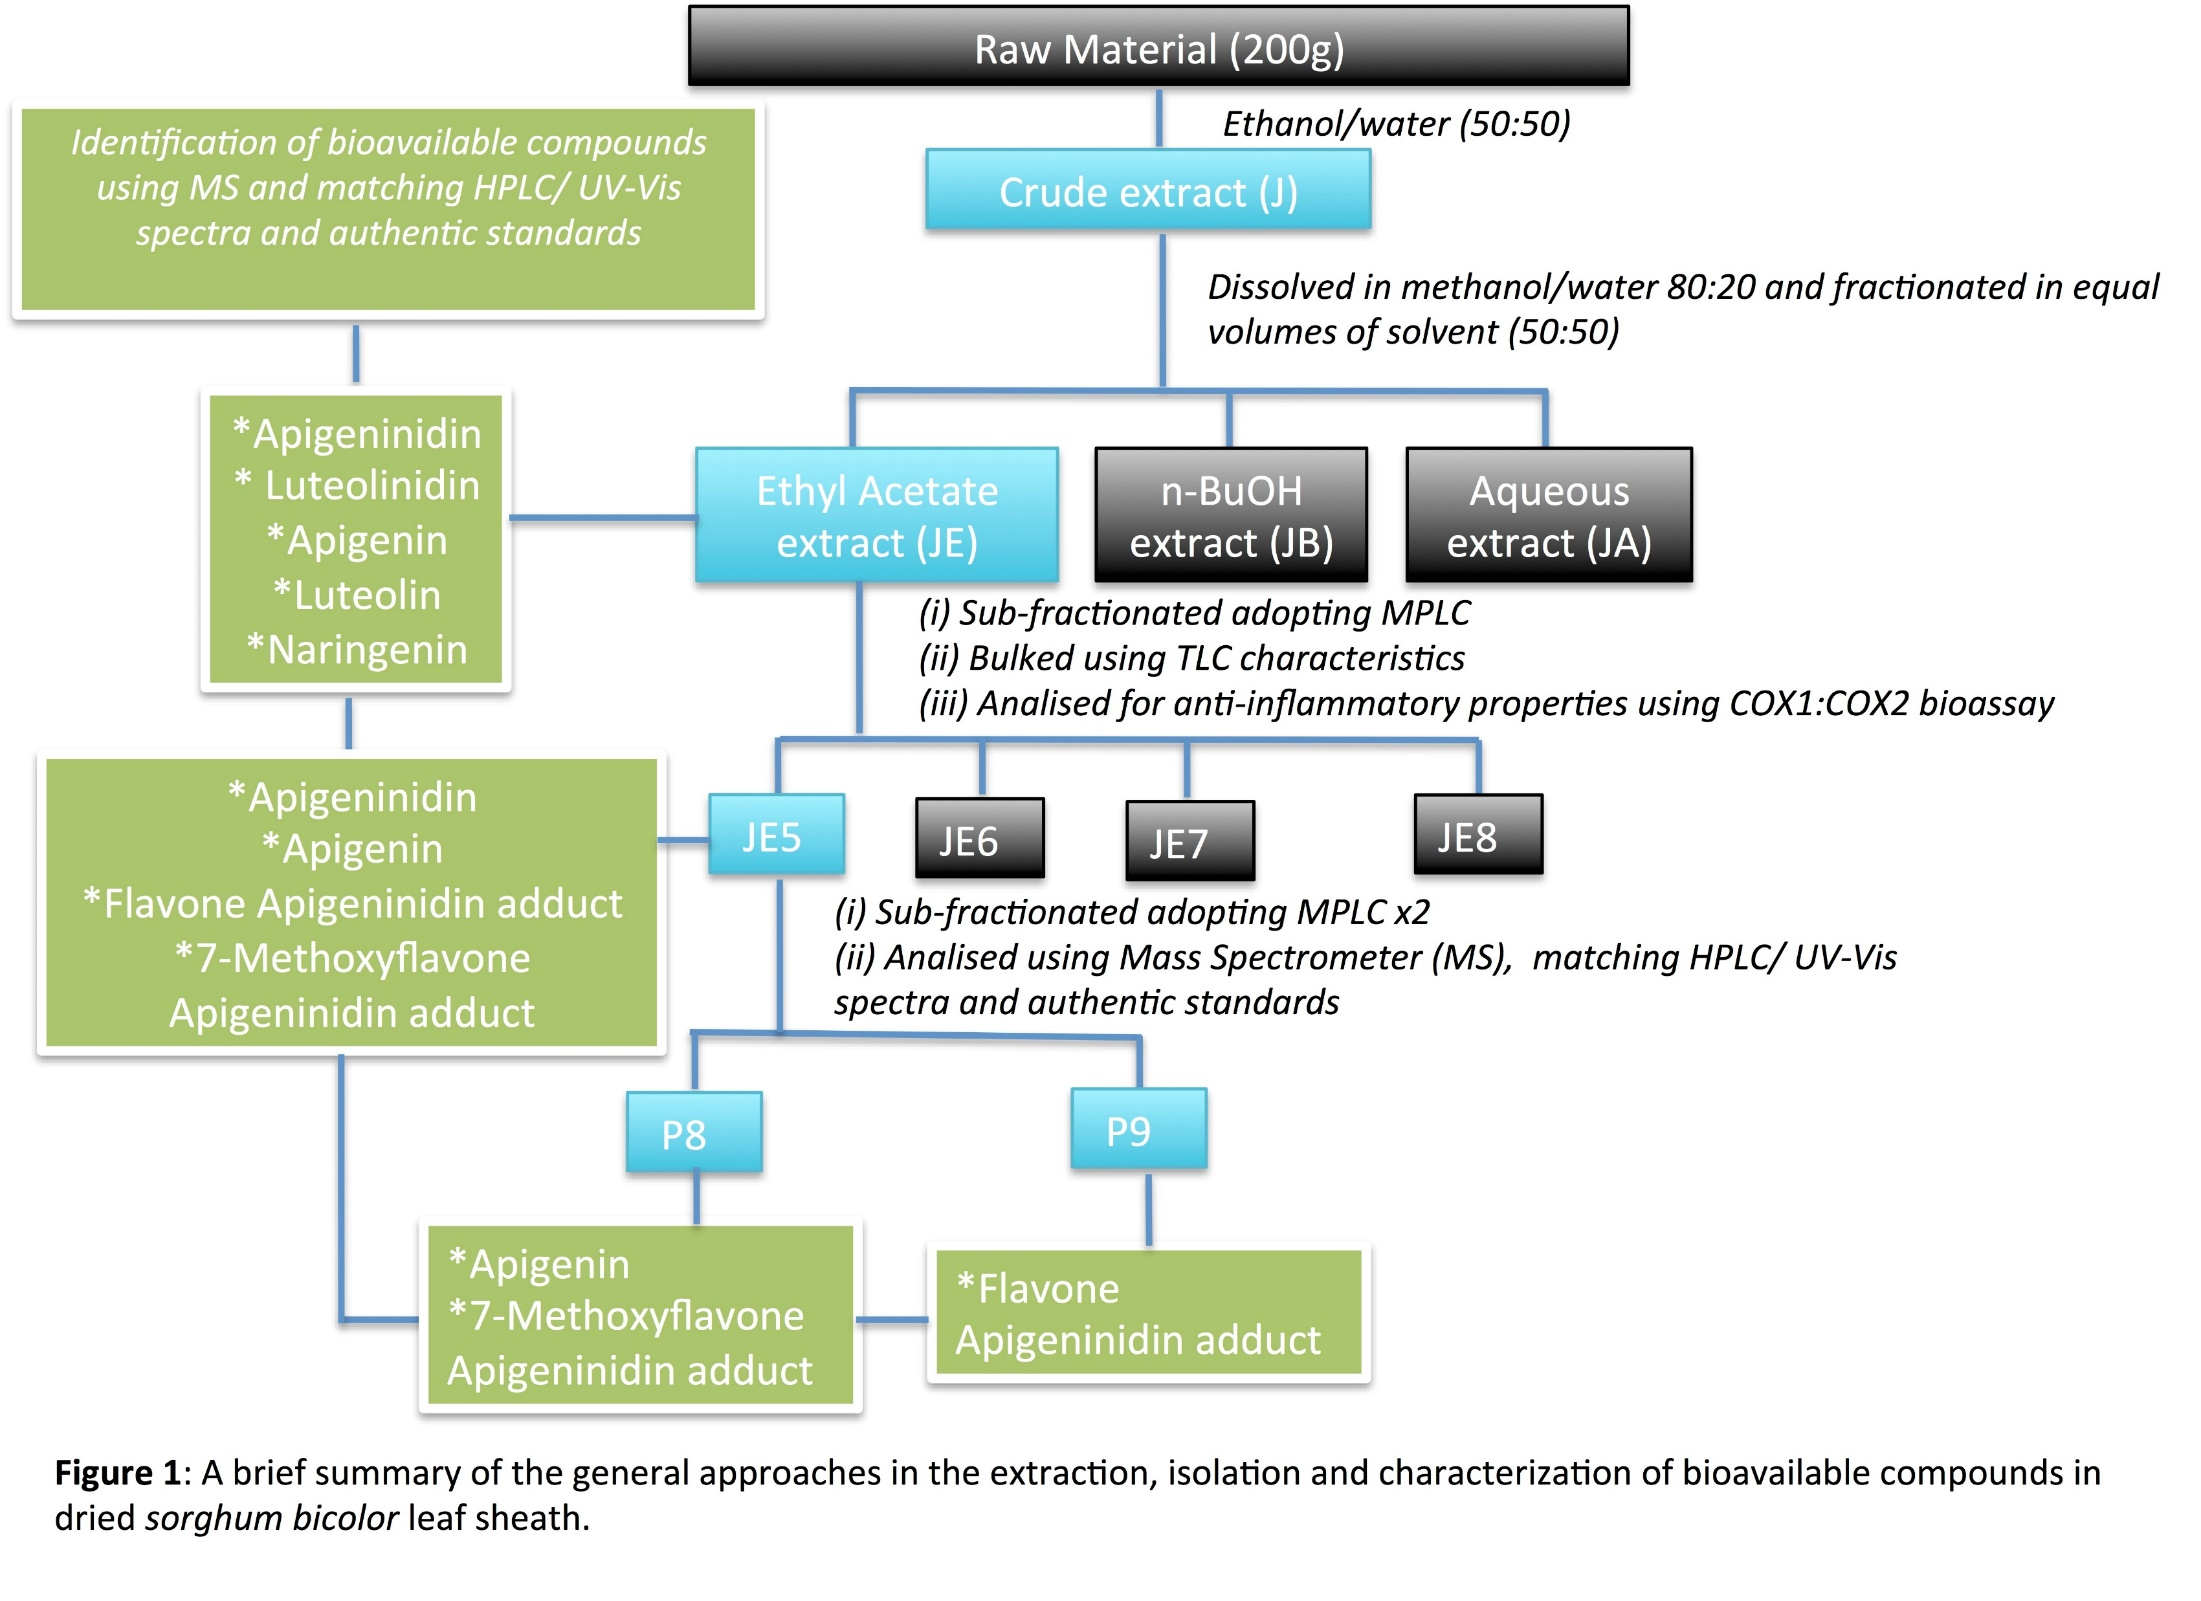 Raw Material (200g)
Ethanol/water (50:50)
Identification of bioavailable compounds
using MS and matching HPLC/ UV-Vis
spectra and authentic standards
Crude extract (J)
Dissolved in methanol/water 80:20 and fractionated in equal
volumes of solvent (50:50)
*Apigeninidin
* Luteolinidin
*Apigenin
*Luteolin
*Naringenin
Ethyl Acetate
extract (JE)
n-BuOH
extract (JB)
Aqueous
extract (JA)
(i) Sub-fractionated adopting MPLC
(ii) Bulked using TLC characteristics
(iii) Analised for anti-inflammatory properties using COX1:COX2 bioassay
*Apigeninidin
*Apigenin
*Flavone Apigeninidin adduct
*7-Methoxyflavone
Apigeninidin adduct
JE5
JE6
JE7
JE8
(i) Sub-fractionated adopting MPLC x2
(ii) Analised using Mass Spectrometer (MS),  matching HPLC/ UV-Vis
spectra and authentic standards
P8
P9
*Apigenin
*7-Methoxyflavone
Apigeninidin adduct
*Flavone
Apigeninidin adduct
Figure 1: A brief summary of the general approaches in the extraction, isolation and characterization of bioavailable compounds in
dried sorghum bicolor leaf sheath.